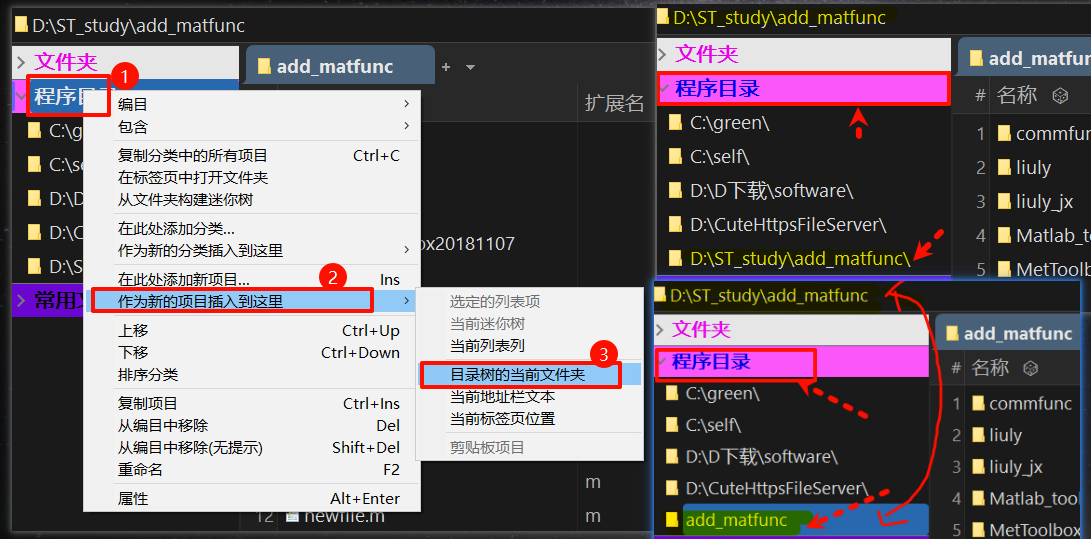 D:\ST_study\add_matfunc
文件夹
add_matfunc
1
程序目
编目
扩展名
包含
C:\g
复制分类中的所有项目 Ctrl+C
C:\se
在标签页中打开文件夹
从文件夹构建迷你树
D:\D
在此处添加分类...
D:\C
作为新的分类插入到这里
ox20181107
D:\S
在此处添加新项目... Ins
2
常用
作为新的项目插入到这里
选定的列表项
上移 Ctrl+Up
当前迷你树
下移 Ctrl+Down
当前列表列
3
排序分类
目录树的当前文件夹
复制项目 Ctrl+Ins
当前地址栏文本
从编目中移除 Del
当前标签页位置
从编目中移除(无提示) Shift+Del
剪贴板项目
重命名 F2
m
属性 Alt+Enter
12 newfile.m m
D:\ST_study\add_matfunc
文件夹
add_matfun
程序目录
# 名称
C:\green\
1 commfun
C:\self\
2 liuly
D:\D下载\software\
3 liuly_jx
D:\CuteHttpsFileServer\
4 Matlab_to
D:\ST_study\add_matfunc\
5 MetToolb
D:\ST_study\add_matfunc
文件夹
add_matfunc
程序目录
# 名称
C:\green\
1 commfunc
C:\self\
2 liuly
D:\D下载\software\
3 liuly_jx
D:\CuteHttpsFileServer\
4 Matlab_tool
add_matfunc
5 MetToolbox